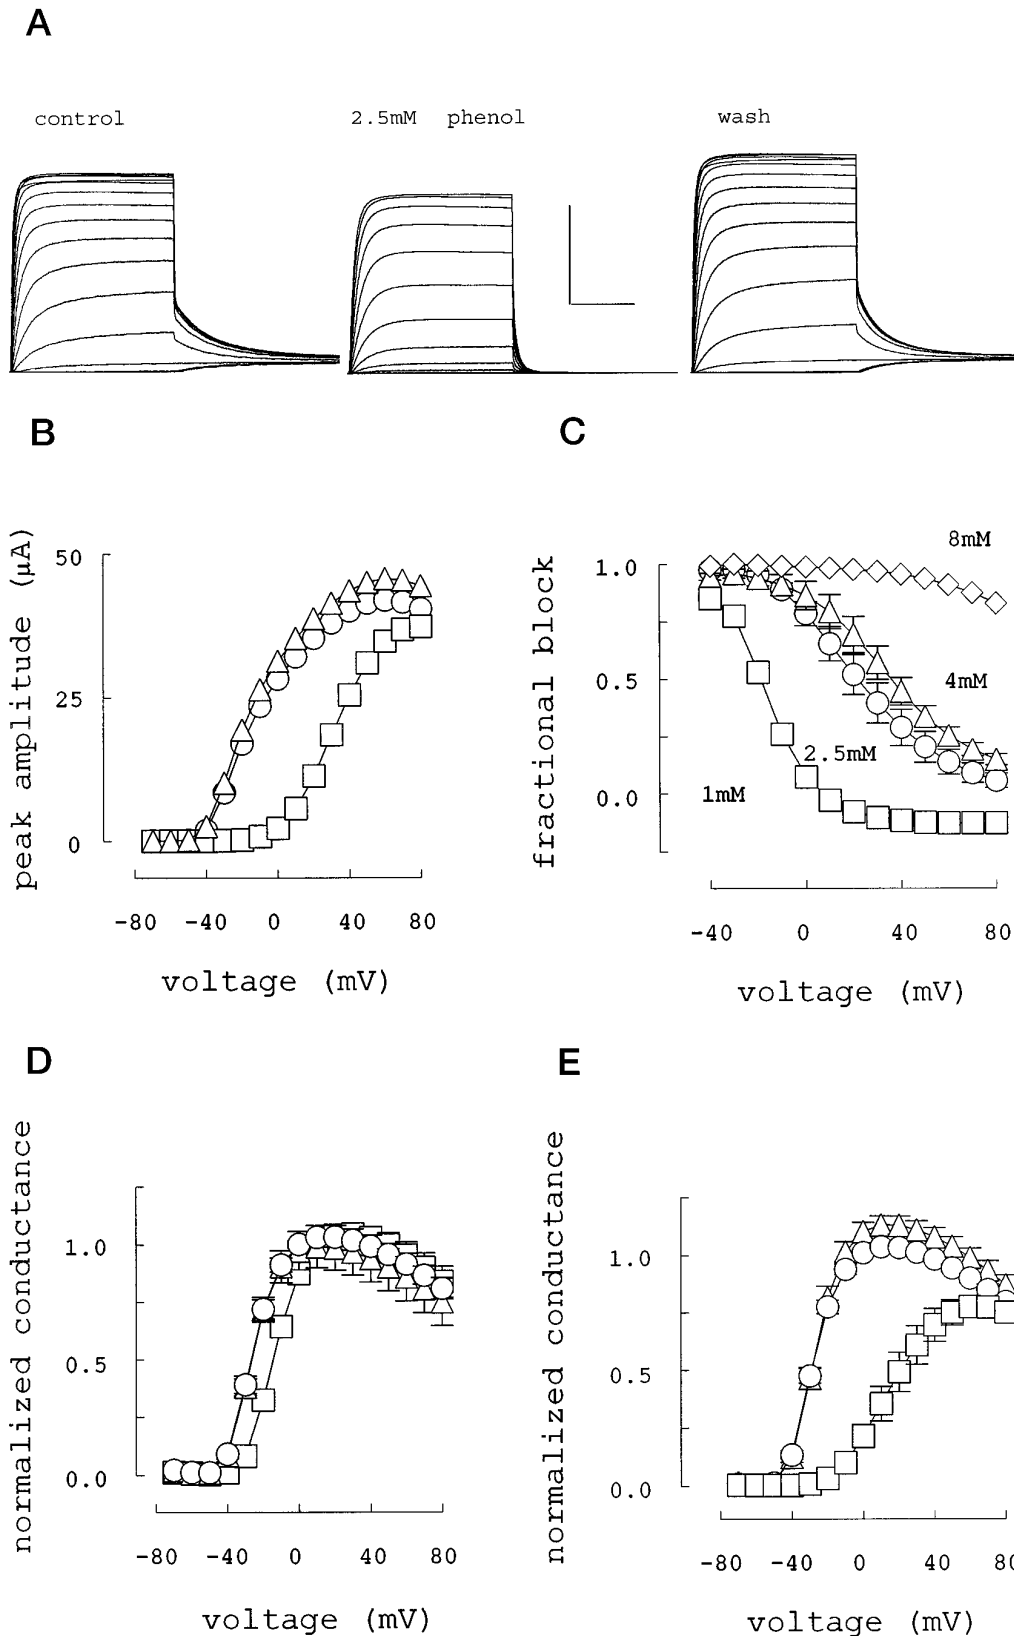 A
control
2.5mM phenol
wash
B
peak amplitude (µA)
50
25
0
-80 -40 0 40 80
voltage (mV)
C
fractional block
1.0
0.5
0.0
8mM
4mM
2.5mM
1mM
-40 0 40 80
voltage (mV)
D
normalized conductance
1.0
0.5
0.0
-80 -40 0 40 80
voltage (mV)
E
normalized conductance
1.0
0.5
0.0
-80 -40 0 40 80
voltage (mV)